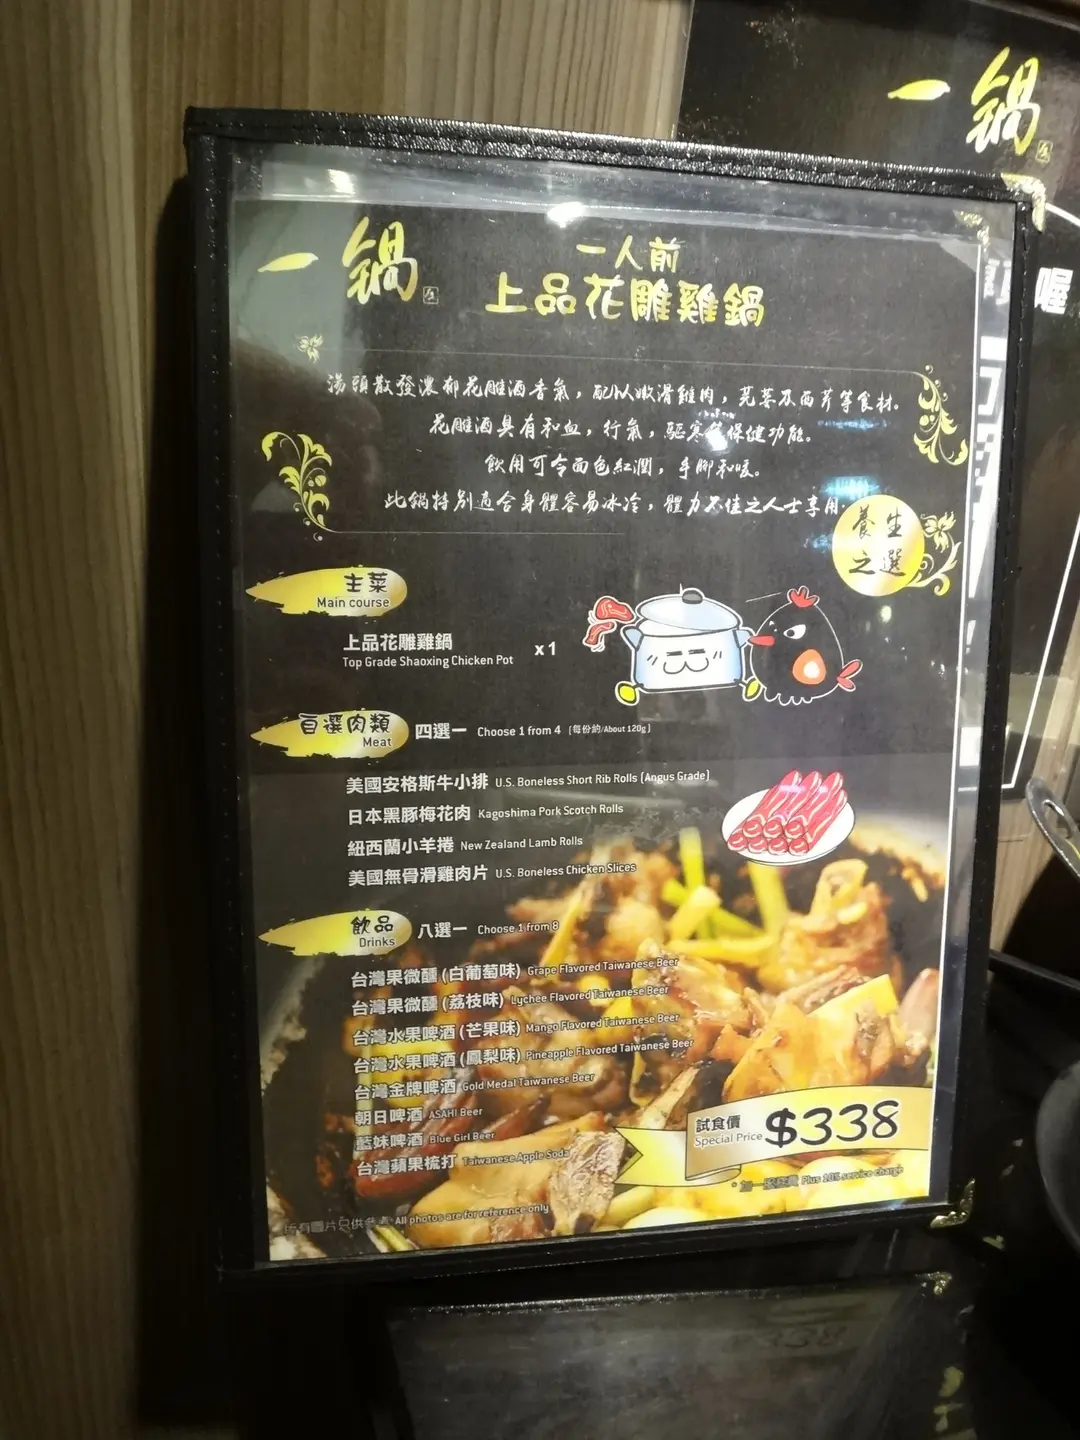 一鍋
一鍋
一人前
上品花雕雞鍋
喔
湯頭散發濃郁花雕酒香氣，配以嫩滑雞肉，芫荽及西芹等食材。
花雕酒具有和血，行氣，驅寒等保健功能。
飲用可令面色紅潤，手腳和暖。
此鍋特別適合身體容易冰冷，體力不佳之人士享用。
養生
之選
主菜
Main course
上品花雕雞鍋 x1
Top Grade Shaoxing Chicken Pot
自選肉類 四選一 Choose 1 from 4 (每份約/About 120g)
Meat
美國安格斯牛小排 U.S. Boneless Short Rib Rolls (Angus Grade)
日本黑豚梅花肉 Kagoshima Pork Scotch Rolls
紐西蘭小羊捲 New Zealand Lamb Rolls
美國無骨滑雞肉片 U.S. Boneless Chicken Slices
飲品 八選一 Choose 1 from 8
Drinks
台灣果微醺 (白葡萄味) Grape Flavored Taiwanese Beer
台灣果微醺 (荔枝味) Lychee Flavored Taiwanese Beer
台灣水果啤酒 (芒果味) Mango Flavored Taiwanese Beer
台灣水果啤酒 (鳳梨味) Pineapple Flavored Taiwanese Beer
台灣金牌啤酒 Gold Medal Taiwanese Beer
朝日啤酒 ASAHI Beer
藍妹啤酒 Blue Girl Beer
台灣蘋果梳打 Taiwanese Apple Soda
試食價
Special Price $338
* 加一服務費 Plus 10% service charge
所有圖片只供參考 All photos are for reference only